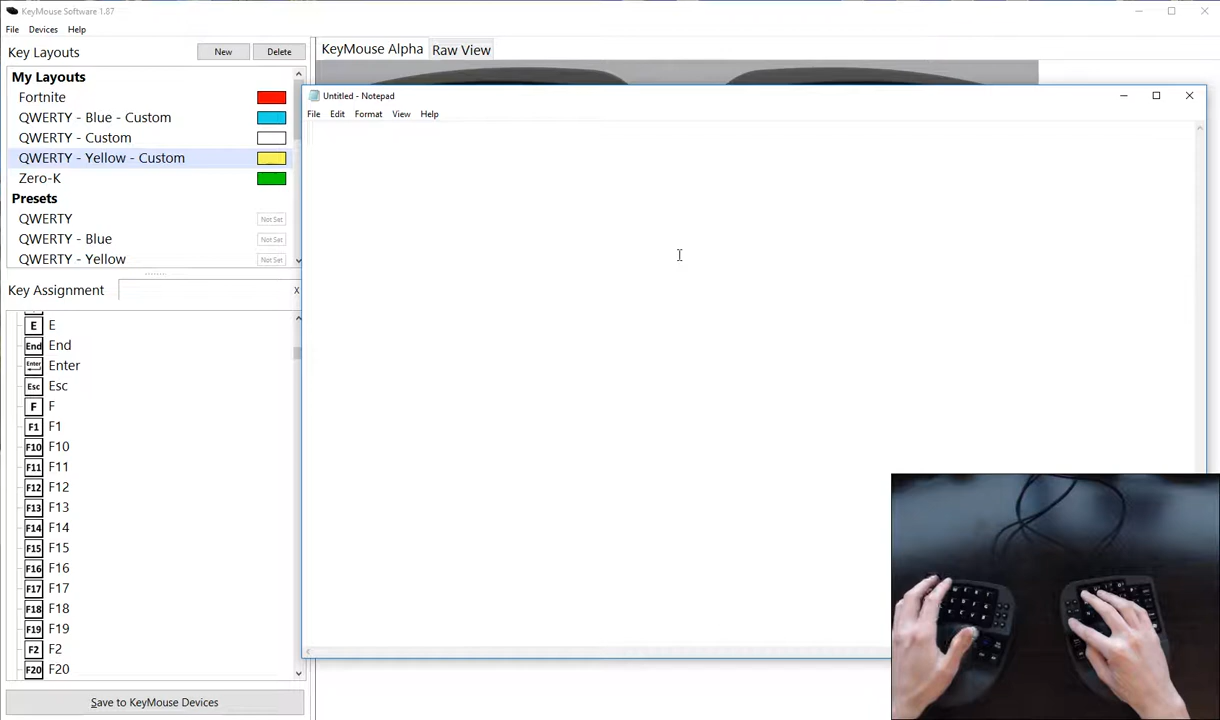 KeyMouse Software 1.87
File Devices Help
Key Layouts New Delete
KeyMouse Alpha Raw View
My Layouts
Fortnite
QWERTY - Blue - Custom
QWERTY - Custom
QWERTY - Yellow - Custom
Zero-K
Presets
QWERTY Not Set
QWERTY - Blue Not Set
QWERTY - Yellow Not Set
Key Assignment X
E E
End End
Enter Enter
Esc Esc
F F
F1 F1
F10 F10
F11 F11
F12 F12
F13 F13
F14 F14
F15 F15
F16 F16
F17 F17
F18 F18
F19 F19
F2 F2
F20 F20
Save to KeyMouse Devices
Untitled - Notepad
File Edit Format View Help